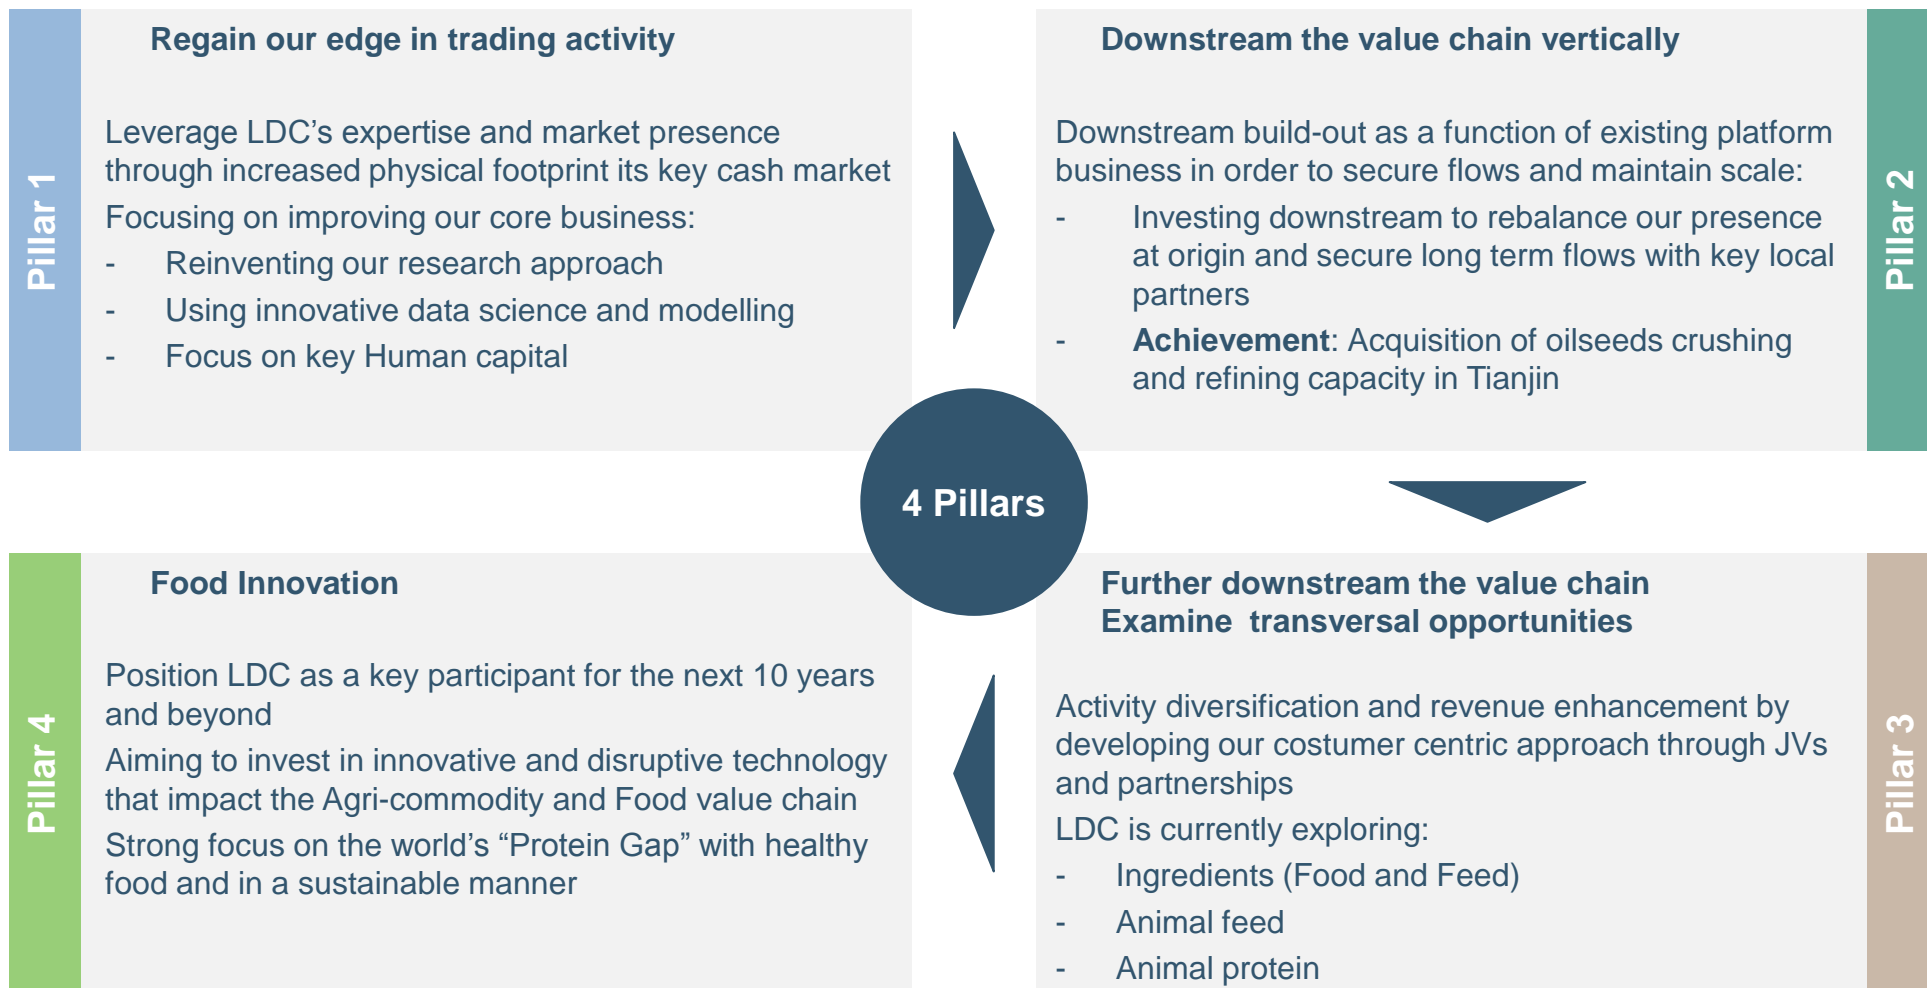 Pillar 1
Regain our edge in trading activity
Leverage LDC’s expertise and market presence
through increased physical footprint its key cash market
Focusing on improving our core business:
- Reinventing our research approach
- Using innovative data science and modelling
- Focus on key Human capital
Downstream the value chain vertically
Downstream build-out as a function of existing platform
business in order to secure flows and maintain scale:
- Investing downstream to rebalance our presence
at origin and secure long term flows with key local
partners
- Achievement: Acquisition of oilseeds crushing
and refining capacity in Tianjin
Pillar 2
4 Pillars
Further downstream the value chain
Examine  transversal opportunities
Activity diversification and revenue enhancement by
developing our costumer centric approach through JVs
and partnerships
LDC is currently exploring:
- Ingredients (Food and Feed)
- Animal feed
- Animal protein
Pillar 3
Pillar 4
Food Innovation
Position LDC as a key participant for the next 10 years
and beyond
Aiming to invest in innovative and disruptive technology
that impact the Agri-commodity and Food value chain
Strong focus on the world’s “Protein Gap” with healthy
food and in a sustainable manner